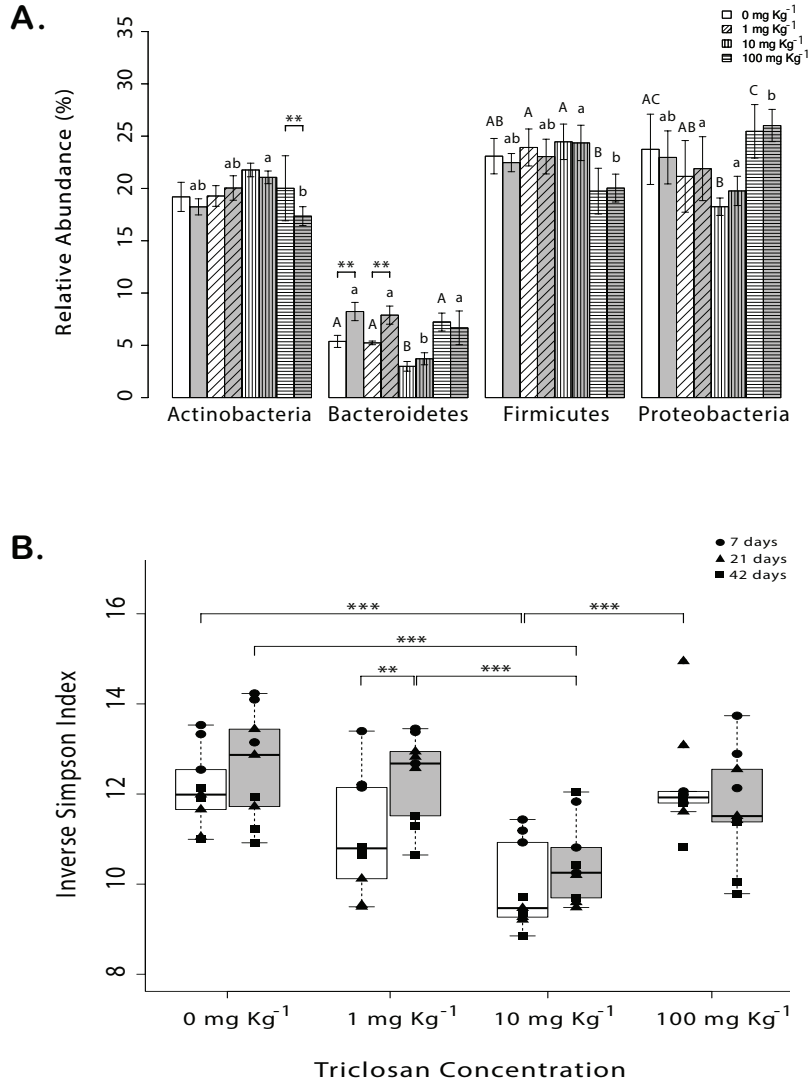 A.
0 mg Kg⁻¹
1 mg Kg⁻¹
10 mg Kg⁻¹
100 mg Kg⁻¹
Relative Abundance (%)
35
30
25
20
15
10
5
0
ab ab a ** b
A ** a A ** a B b A a
AB ab A ab A a B b
AC ab AB a B a C b
Actinobacteria Bacteroidetes Firmicutes Proteobacteria
B.
7 days
21 days
42 days
Inverse Simpson Index
16
14
12
10
8
*** ***
***
** ***
0 mg Kg⁻¹ 1 mg Kg⁻¹ 10 mg Kg⁻¹ 100 mg Kg⁻¹
Triclosan Concentration